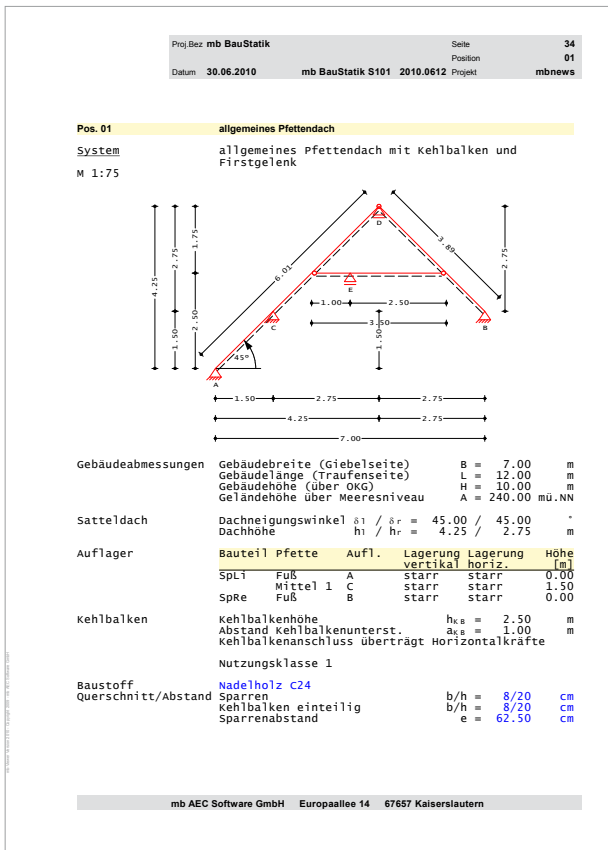 Proj.Bez mb BauStatik Seite 34
Position 01
Datum 30.06.2010 mb BauStatik S101 2010.0612 Projekt mbnews
Pos. 01 allgemeines Pfettendach
System allgemeines Pfettendach mit Kehlbalken und
Firstgelenk
M 1:75
4.25
2.75
1.50
1.75
2.50
6.01
3.89
2.75
D
E
C
B
A
45°
1.00 2.50
3.50
1.50
1.50 2.75 2.75
4.25 2.75
7.00
Gebäudeabmessungen Gebäudebreite (Giebelseite) B = 7.00 m
Gebäudelänge (Traufenseite) L = 12.00 m
Gebäudehöhe (über OKG) H = 10.00 m
Geländehöhe über Meeresniveau A = 240.00 mü.NN
Satteldach Dachneigungswinkel δl / δr = 45.00 / 45.00 °
Dachhöhe hl / hr = 4.25 / 2.75 m
Auflager Bauteil Pfette Aufl. Lagerung Lagerung Höhe
vertikal horiz. [m]
SpLi Fuß A starr starr 0.00
Mittel 1 C starr starr 1.50
SpRe Fuß B starr starr 0.00
Kehlbalken Kehlbalkenhöhe hKB = 2.50 m
Abstand Kehlbalkenunterst. aKB = 1.00 m
Kehlbalkenanschluss überträgt Horizontalkräfte
Nutzungsklasse 1
Baustoff Nadelholz C24
Querschnitt/Abstand Sparren b/h = 8/20 cm
Kehlbalken einteilig b/h = 8/20 cm
Sparrenabstand e = 62.50 cm
mb AEC Software GmbH Europaallee 14 67657 Kaiserslautern